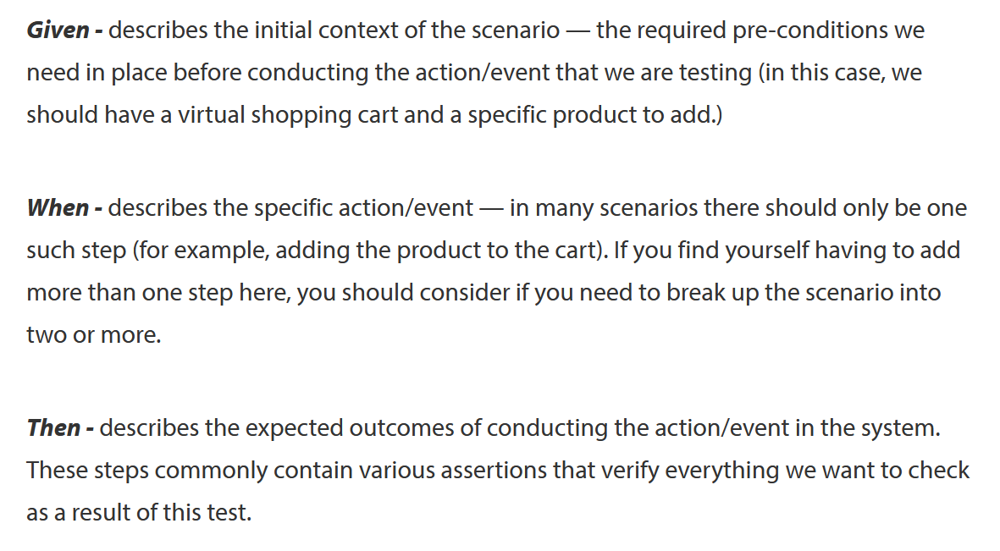 Given - describes the initial context of the scenario — the required pre-conditions we
need in place before conducting the action/event that we are testing (in this case, we
should have a virtual shopping cart and a specific product to add.)
When - describes the specific action/event — in many scenarios there should only be one
such step (for example, adding the product to the cart). If you find yourself having to add
more than one step here, you should consider if you need to break up the scenario into
two or more.
Then - describes the expected outcomes of conducting the action/event in the system.
These steps commonly contain various assertions that verify everything we want to check
as a result of this test.